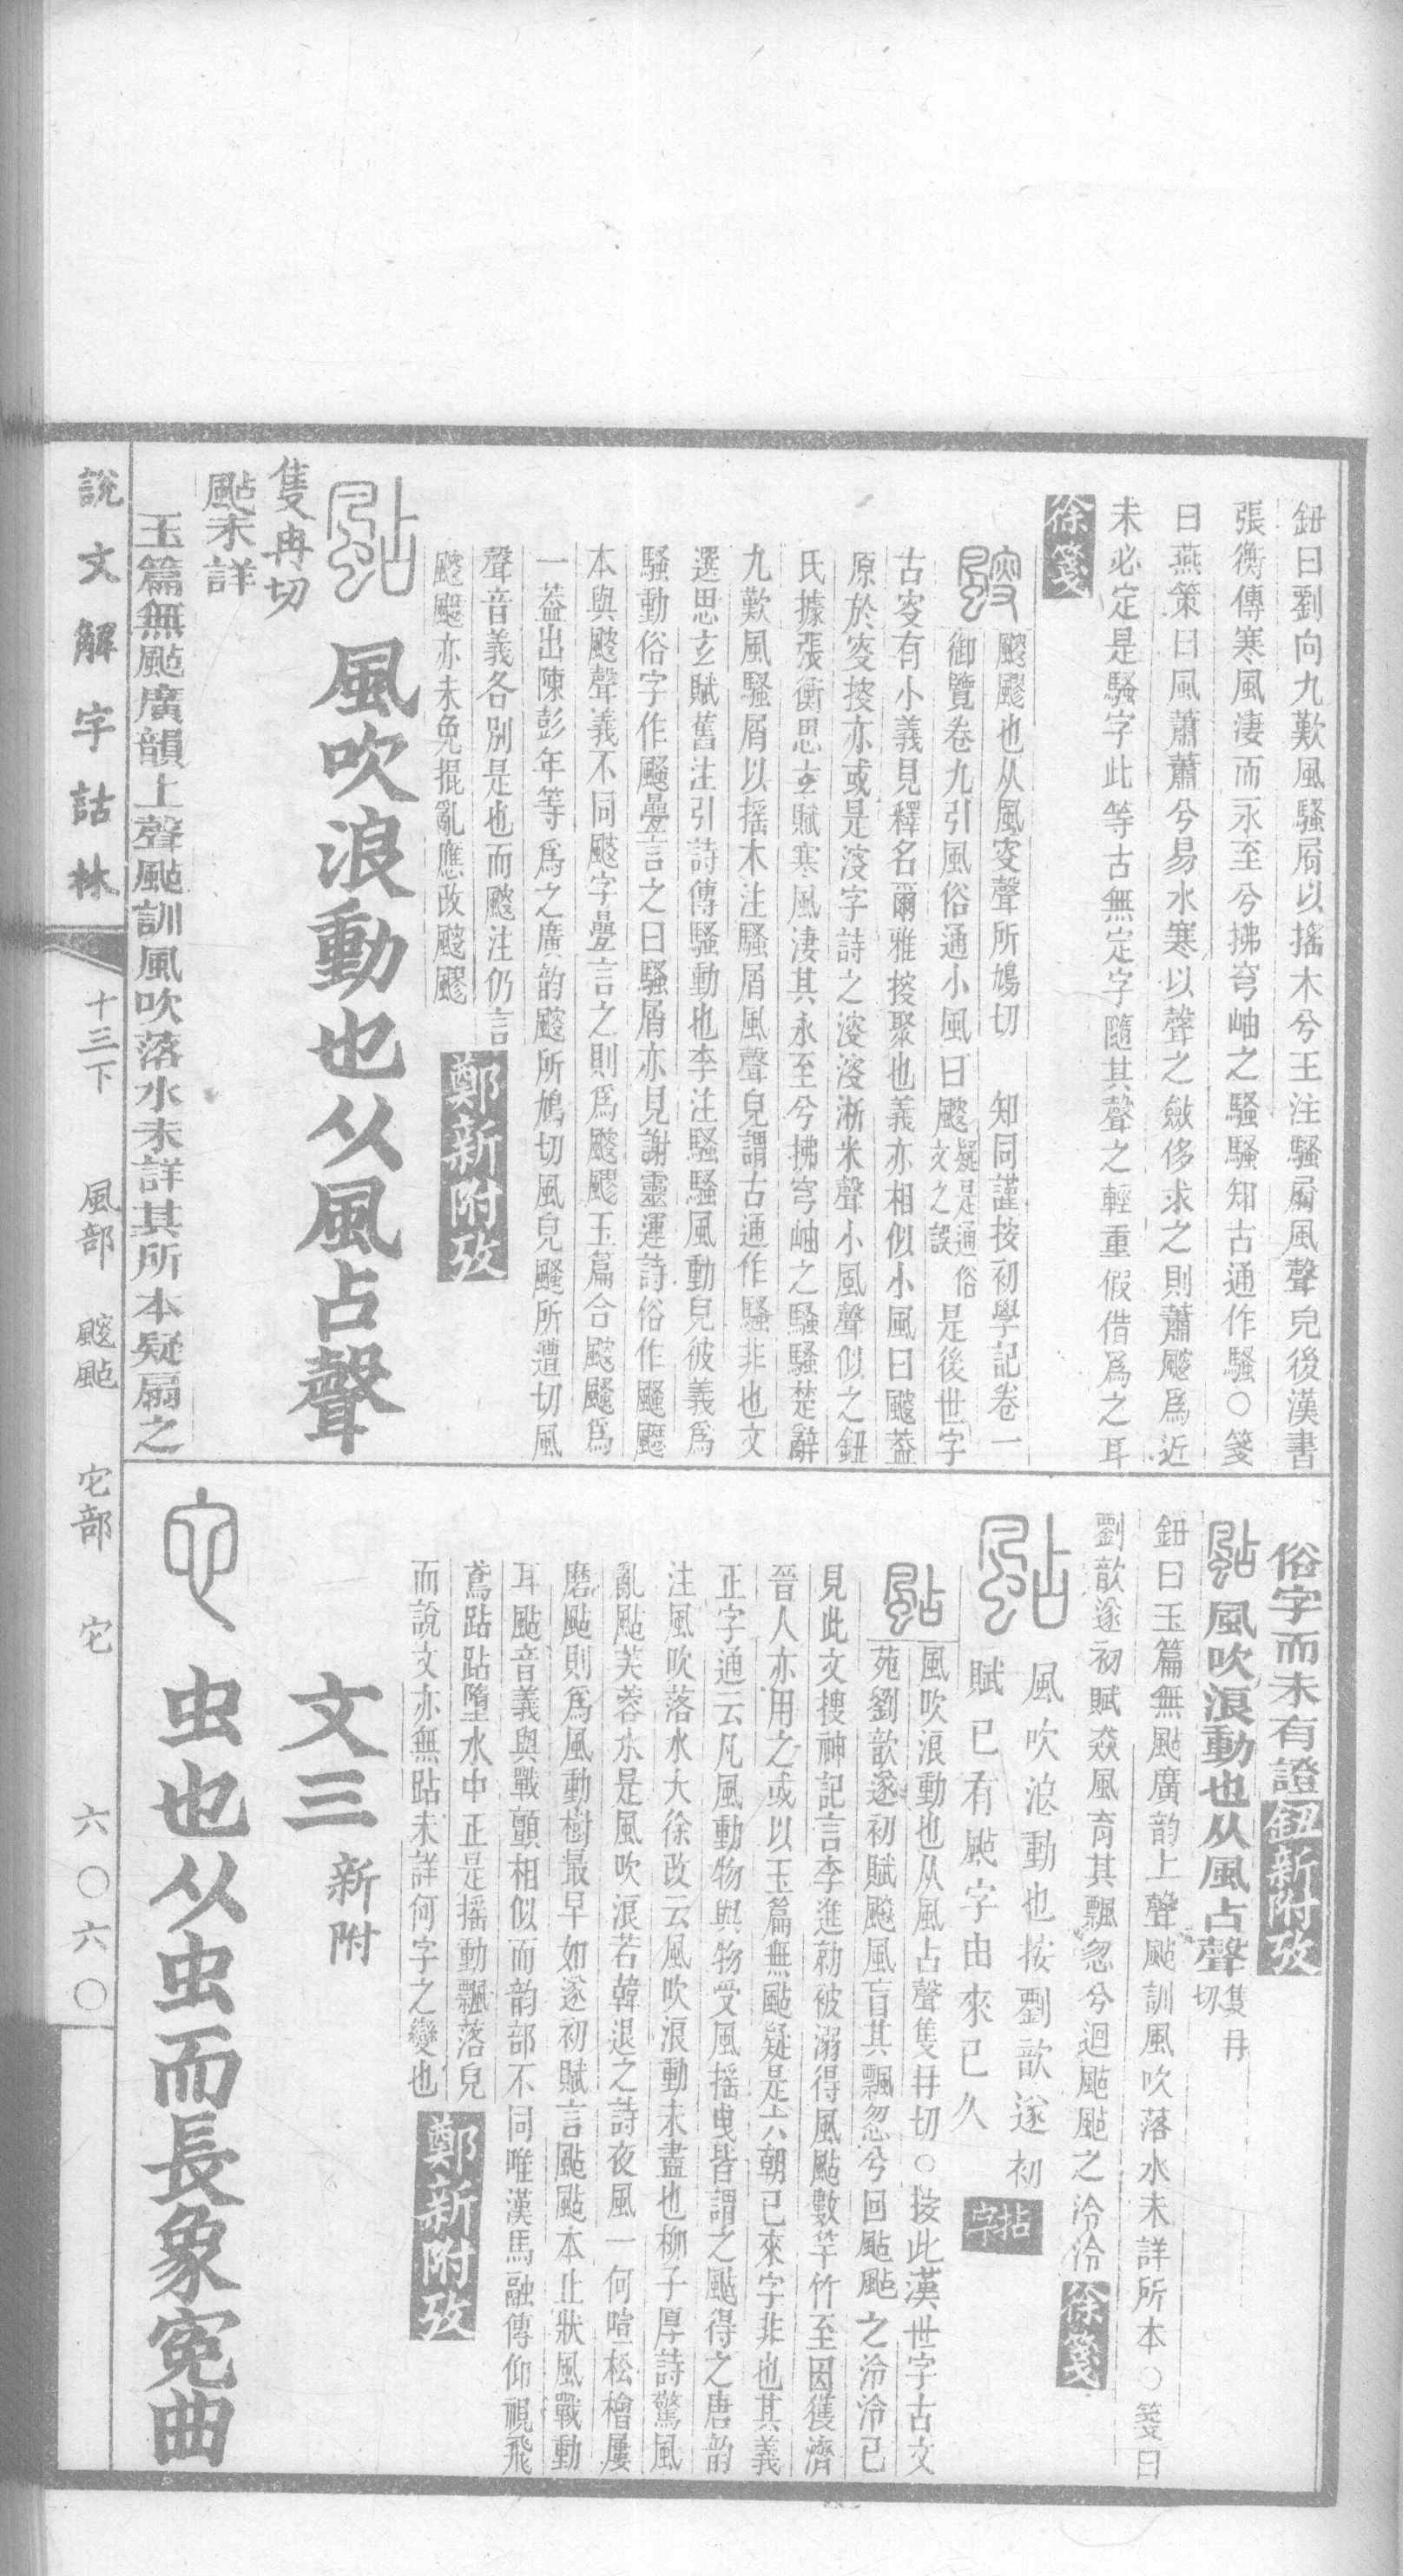 鈕曰劉向九歎風騷屑以搖木兮王注騷屑風聲皃後漢書
張衡傳寒風淒而永至兮拂穹岫之騷騷知古通作騷○箋
曰燕策曰風蕭蕭兮易水寒以聲之斂侈求之則蕭颼爲近
未必定是騷字此等古無定字隨其聲之輕重假借爲之耳
徐箋
颼飂也从風叜聲所鳩切 知同謹按初學記卷一
御覽卷九引風俗通小風曰颼疑是通俗文之誤是後世字
古叜有小義見釋名爾雅按聚也義亦相似小風曰颼葢
原於叜按亦或是溲字詩之溲溲淅米聲小風聲似之鈕
氏據張衡思玄賦寒風淒其永至兮拂穹岫之騷騷楚辭
九歎風騷屑以搖木注騷屑風聲皃謂古通作騷非也文
選思玄賦舊注引詩傳騷動也李注騷騷風動皃彼義爲
騷動俗字作颾疊言之曰騷屑亦見謝靈運詩俗作颾
本與颼聲義不同颼字疊言之則爲颼飂玉篇合颼颾爲
一葢出陳彭年等爲之廣韵颼所鳩切風皃颾所遭切風
聲音義各別是也而颼注仍言
颼飂亦未免掍亂應改颼飂
鄭新附攷
風吹浪動也从風占聲
隻冉切
颭未詳
玉篇無颭廣韻上聲颭訓風吹落水未詳其所本疑扇之
說文解字詁林 十三下 風部 颼颭 它部 它 六〇六〇
俗字而未有證鈕新附攷
風吹浪動也从風占聲隻冉切
鈕曰玉篇無颭廣韵上聲颭訓風吹落水未詳所本○箋曰
劉歆遂初賦猋風育其飄忽兮迴颭颭之泠泠徐箋
風吹浪動也按劉歆遂初
賦已有颭字由來已久
拈字
風吹浪動也从風占聲隻冉切○按此漢世字古文
苑劉歆遂初賦飈風育其飄忽兮回颭颭之泠泠已
見此文搜神記言李進勍被溺得風颭數竿竹至因獲濟
晉人亦用之或以玉篇無颭疑是六朝已來字非也其義
正字通云凡風動物與物受風搖曳皆謂之颭得之唐韵
注風吹落水大徐改云風吹浪動未盡也柳子厚詩驚風
亂颭芙蓉水是風吹浪若韓退之詩夜風一何喧松檜屢
磨颭則爲風動樹最早如遂初賦言颭颭本止狀風戰動
耳颭音義與戰顫相似而韵部不同唯漢馬融傳仰視飛
鳶跕跕墮水中正是搖動飄落皃
而說文亦無跕未詳何字之變也
鄭新附攷
文三新附
虫也从虫而長象冤曲